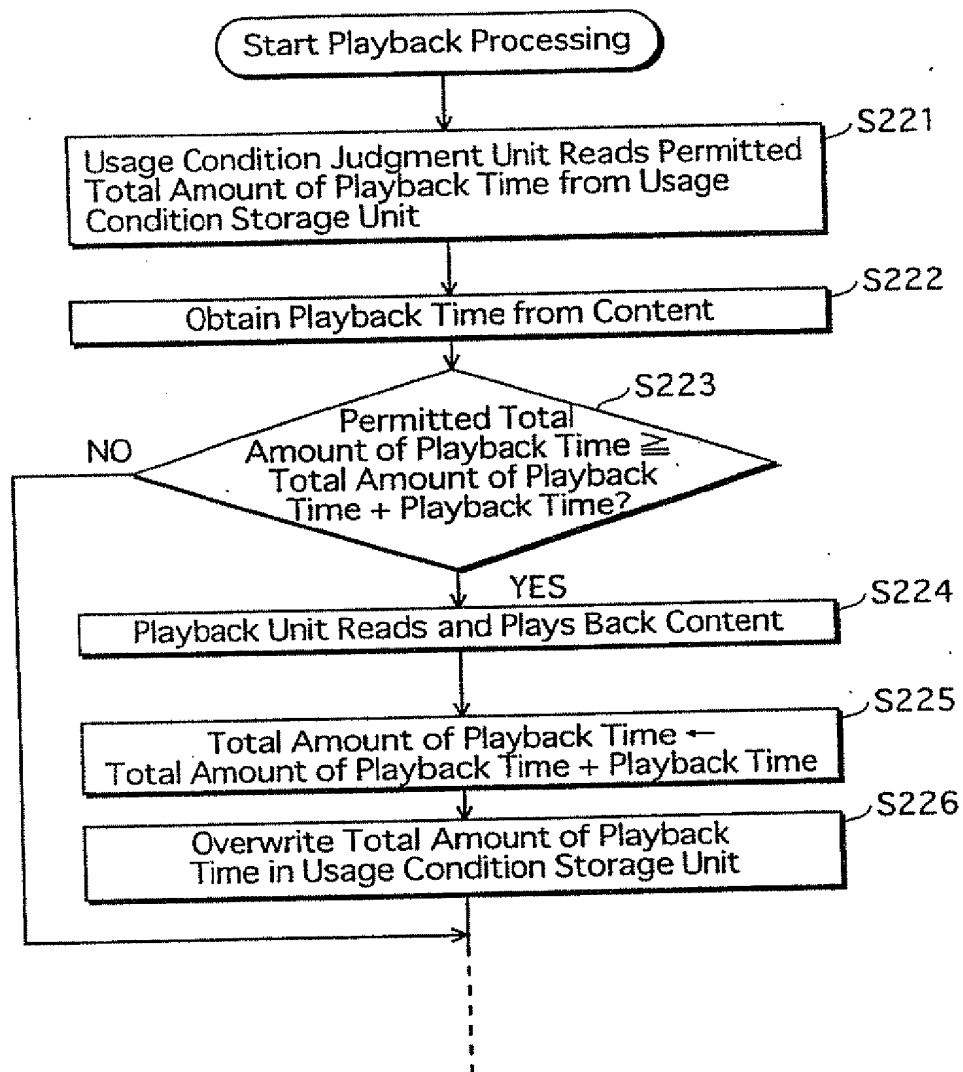 Start Playback Processing
S221
Usage Condition Judgment Unit Reads Permitted
Total Amount of Playback Time from Usage
Condition Storage Unit
S222
Obtain Playback Time from Content
S223
Permitted Total
Amount of Playback Time ≧
Total Amount of Playback
Time + Playback Time?
NO
YES
S224
Playback Unit Reads and Plays Back Content
S225
Total Amount of Playback Time ←
Total Amount of Playback Time + Playback Time
S226
Overwrite Total Amount of Playback
Time in Usage Condition Storage Unit